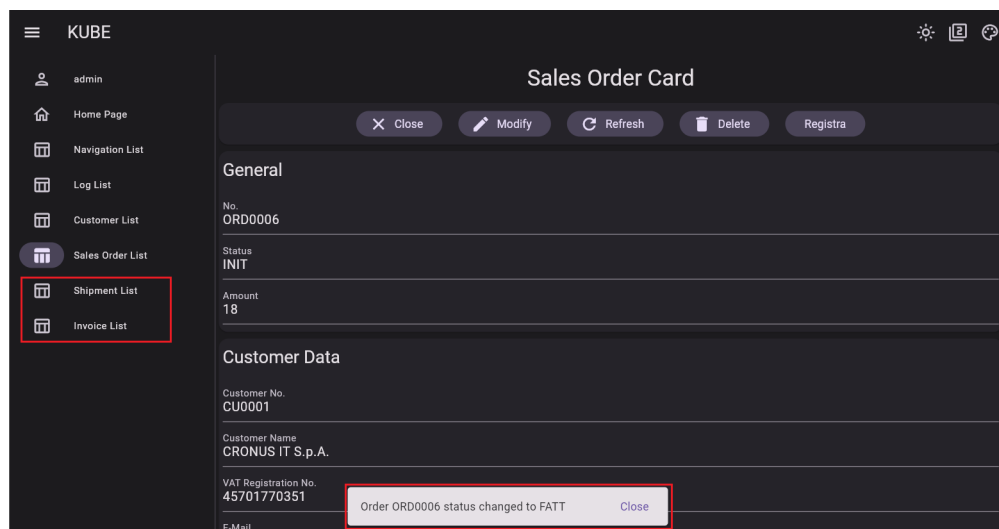 KUBE
2
admin
Home Page
Navigation List
Log List
Customer List
Sales Order List
Shipment List
Invoice List
Sales Order Card
Close Modify Refresh Delete Registra
General
No.
ORD0006
Status
INIT
Amount
18
Customer Data
Customer No.
CU0001
Customer Name
CRONUS IT S.p.A.
VAT Registration No.
45701770351
E-Mail
Order ORD0006 status changed to FATT Close